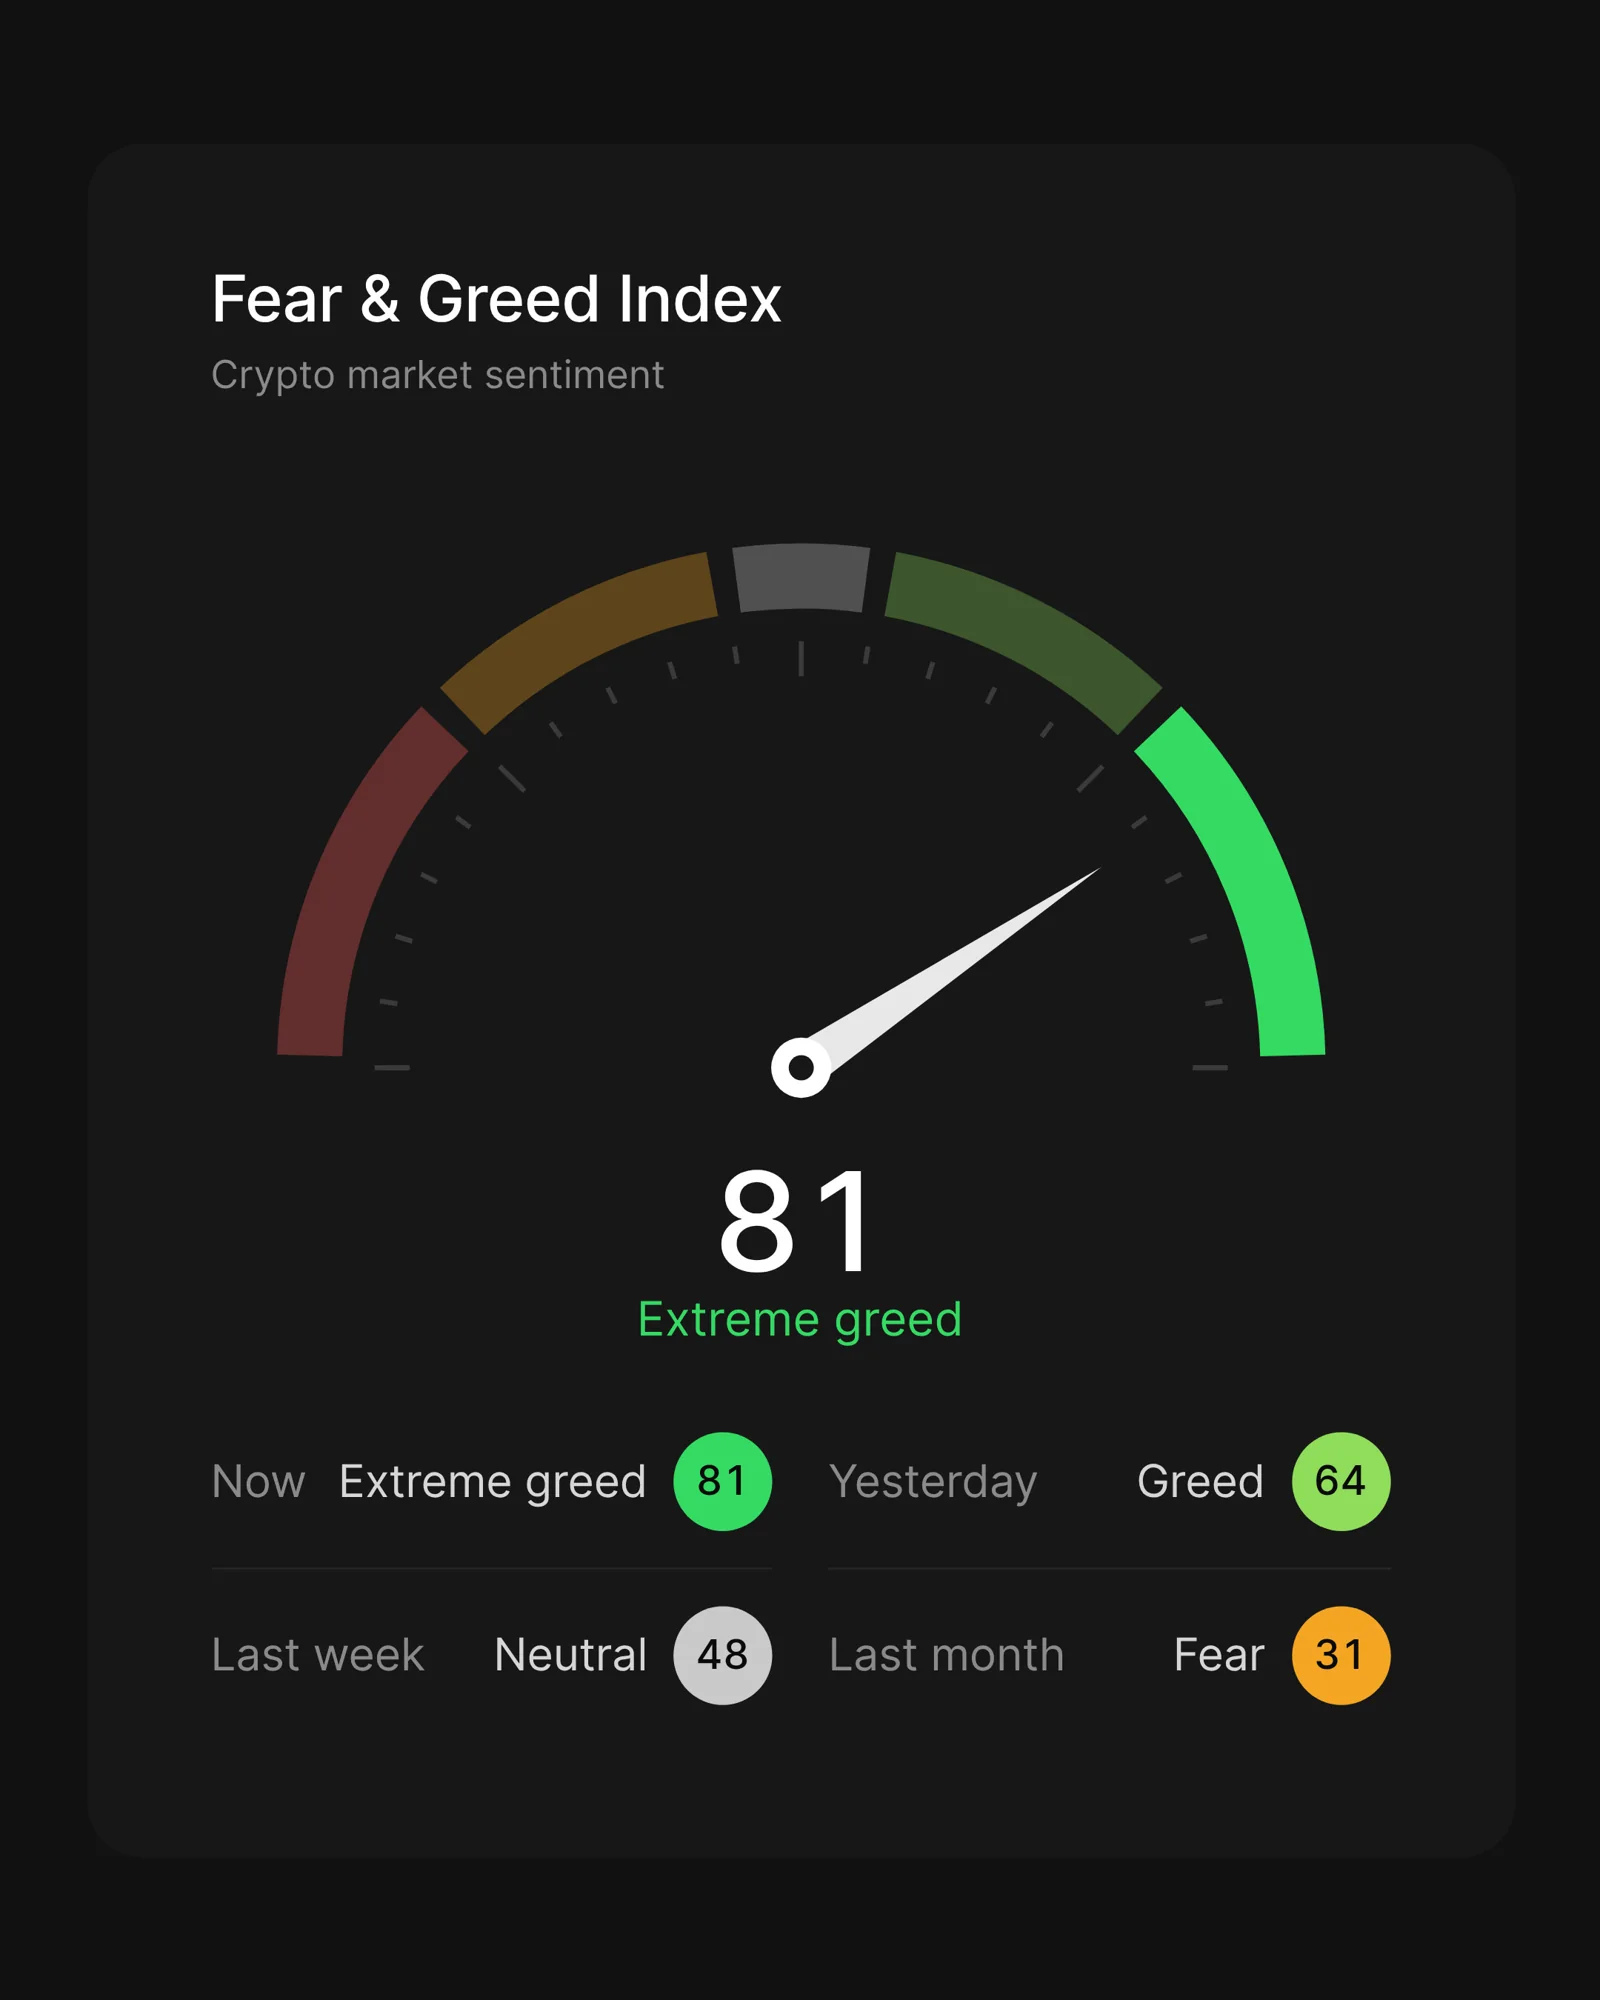 Fear & Greed Index
Crypto market sentiment
81
Extreme greed
Now Extreme greed 81
Yesterday Greed 64
Last week Neutral 48
Last month Fear 31